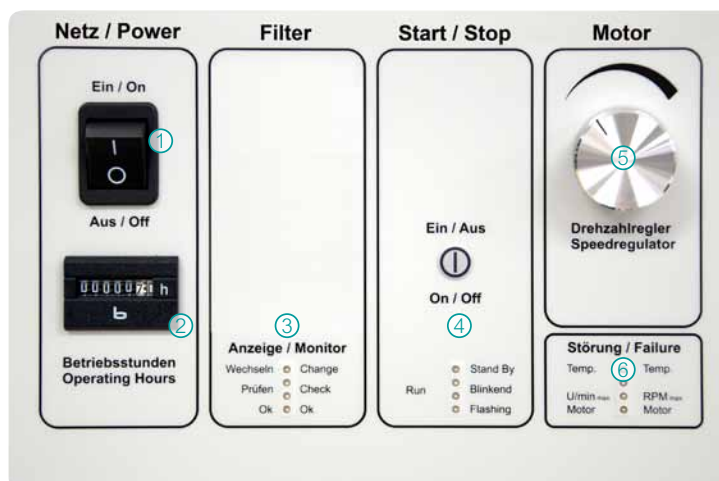 Netz / Power
Ein / On
1
I
O
Aus / Off
00000 h
2
Betriebsstunden
Operating Hours
Filter
3
Anzeige / Monitor
Wechseln Change
Prüfen Check
Ok Ok
Start / Stop
Ein / Aus
On / Off
4
Stand By
Run Blinkend
Flashing
Motor
5
Drehzahlregler
Speedregulator
Störung / Failure
Temp. 6 Temp.
U/min max RPM max
Motor Motor